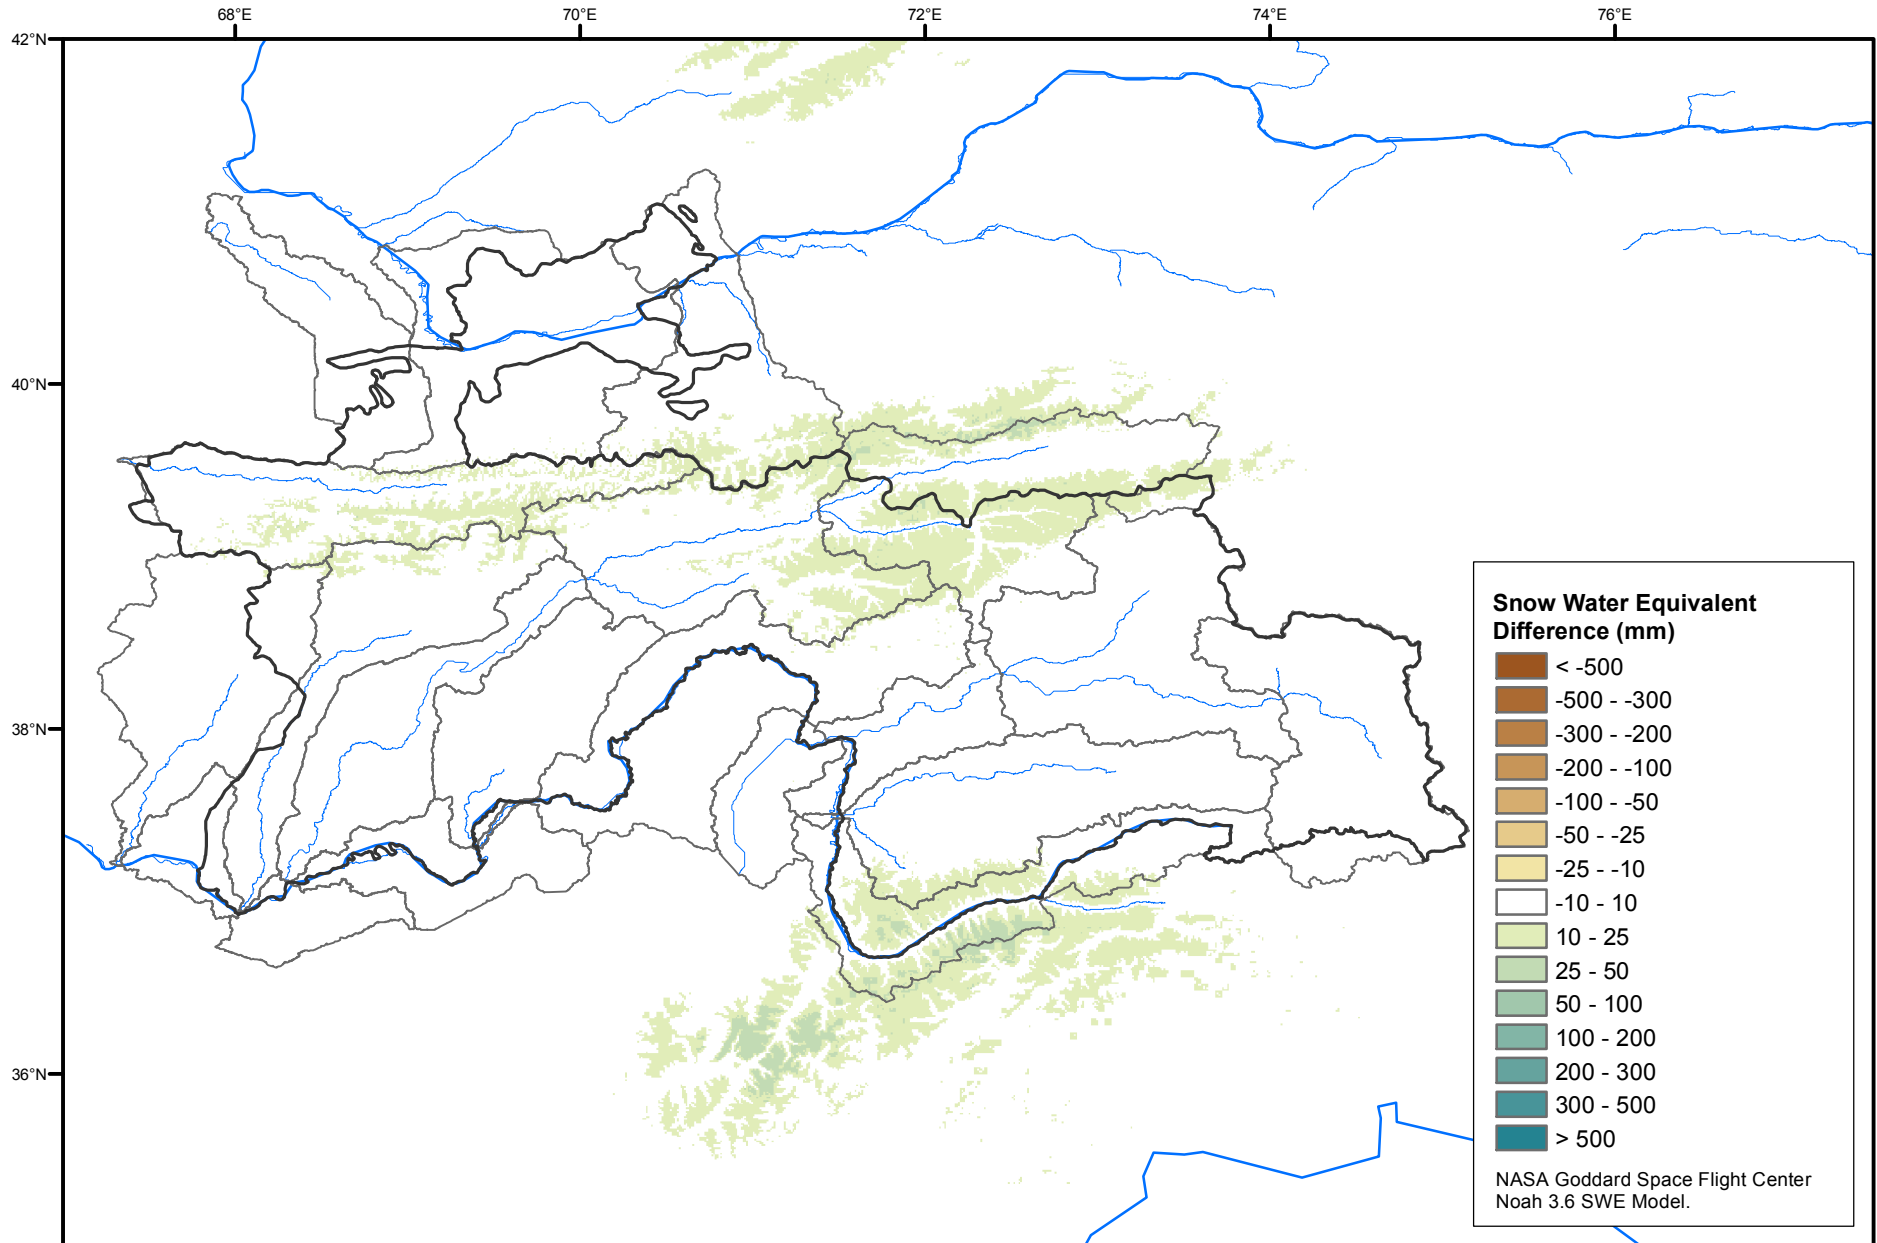 68°E 70°E 72°E 74°E 76°E
42°N
40°N
38°N
36°N
Snow Water Equivalent
Difference (mm)
< -500
-500 - -300
-300 - -200
-200 - -100
-100 - -50
-50 - -25
-25 - -10
-10 - 10
10 - 25
25 - 50
50 - 100
100 - 200
200 - 300
300 - 500
> 500
NASA Goddard Space Flight Center
Noah 3.6 SWE Model.